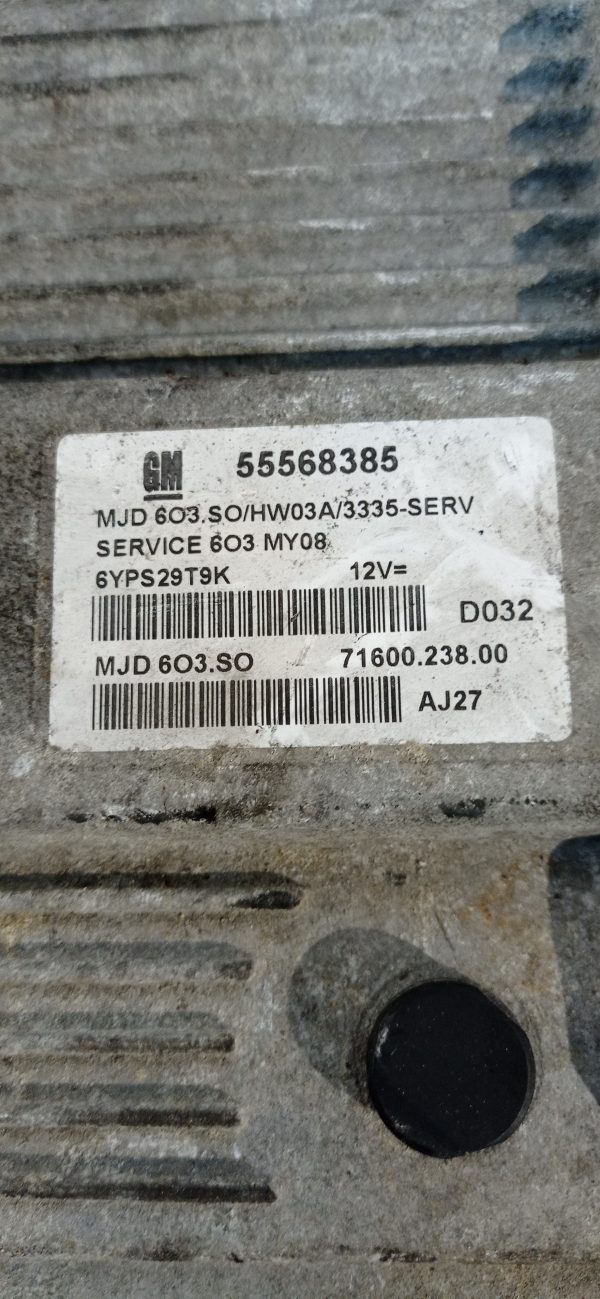 GM 55568385
MJD 6O3.SO/HW03A/3335-SERV
SERVICE 6O3 MY08
6YPS29T9K 12V=
D032
MJD 6O3.SO 71600.238.00
AJ27